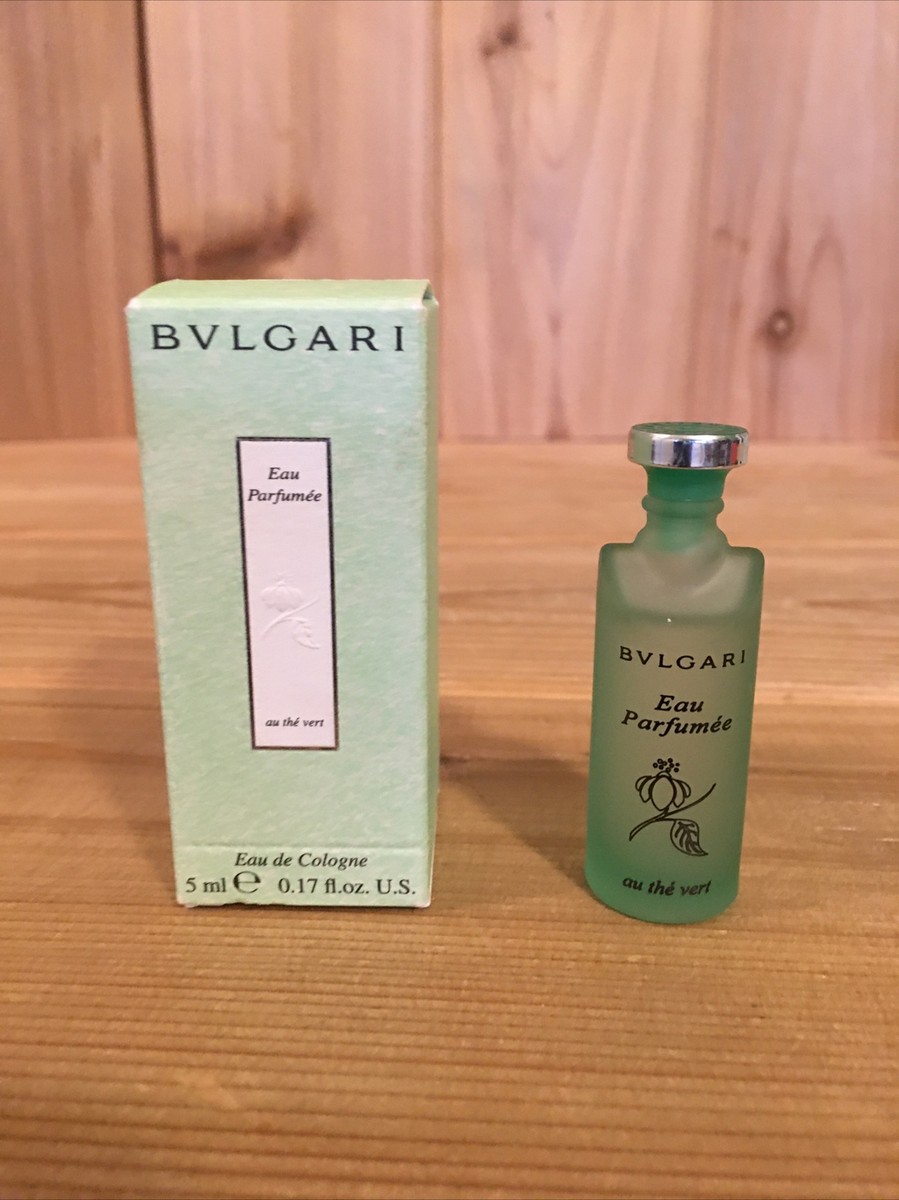 BVLGARI
Eau
Parfumée
au thé vert
Eau de Cologne
5 ml ℮ 0.17 fl.oz. U.S.
BVLGARI
Eau
Parfumée
au thé vert